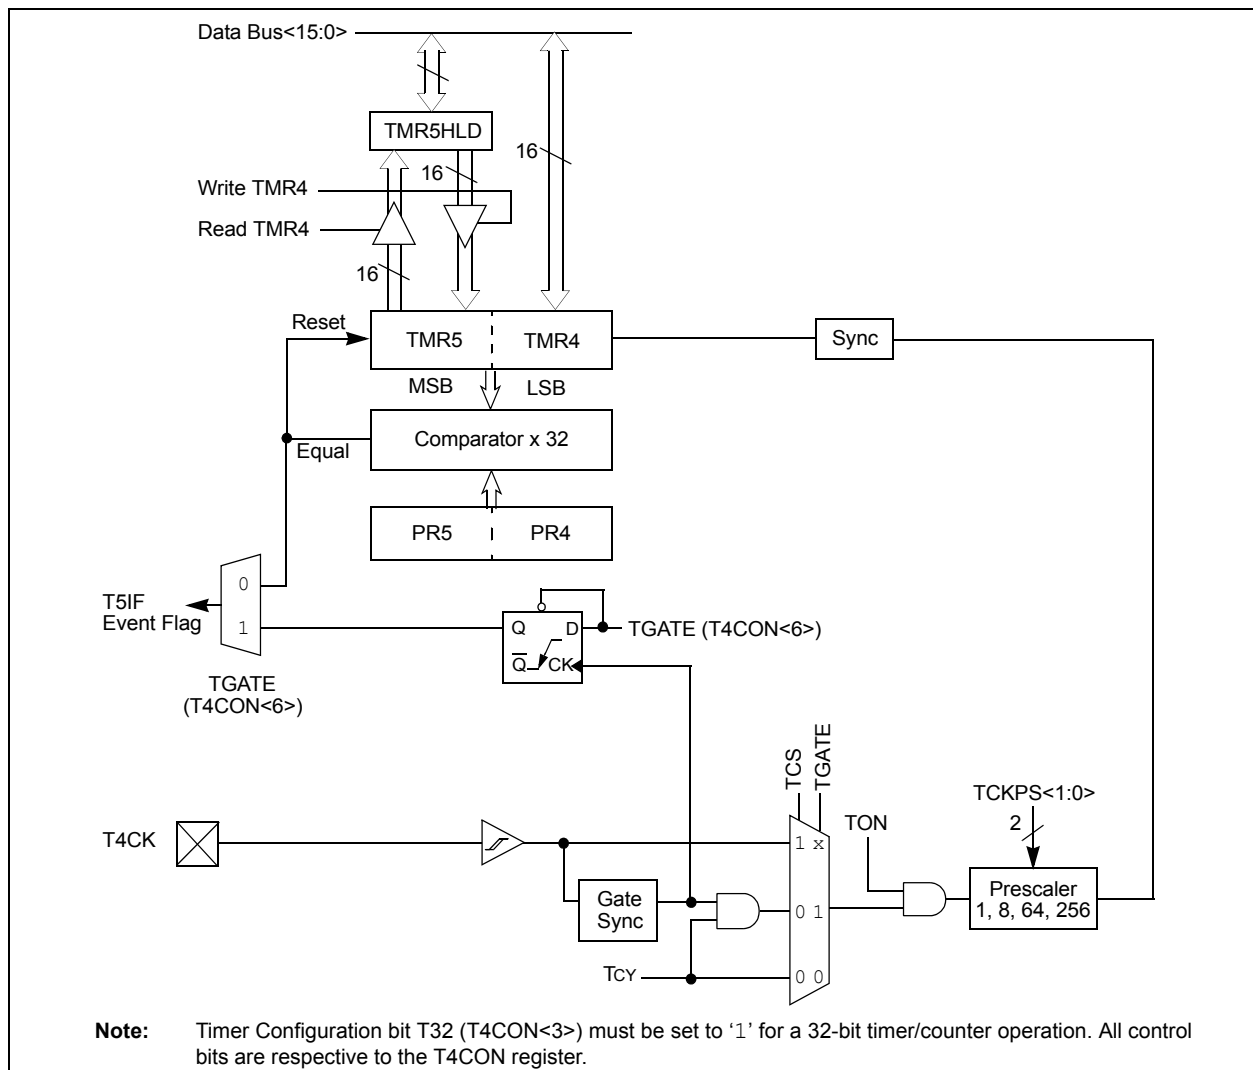 Data Bus<15:0>
TMR5HLD
16
16
Write TMR4
Read TMR4
16
Reset
TMR5
TMR4
Sync
MSB
LSB
Equal
Comparator x 32
PR5
PR4
0
T5IF
Event Flag
1
Q
D
TGATE (T4CON<6>)
Q
CK
TGATE
(T4CON<6>)
TCS
TGATE
TCKPS<1:0>
2
TON
T4CK
1 x
Prescaler
1, 8, 64, 256
Gate
Sync
0 1
TCY
0 0
Note: Timer Configuration bit T32 (T4CON<3>) must be set to ‘1’ for a 32-bit timer/counter operation. All control
bits are respective to the T4CON register.